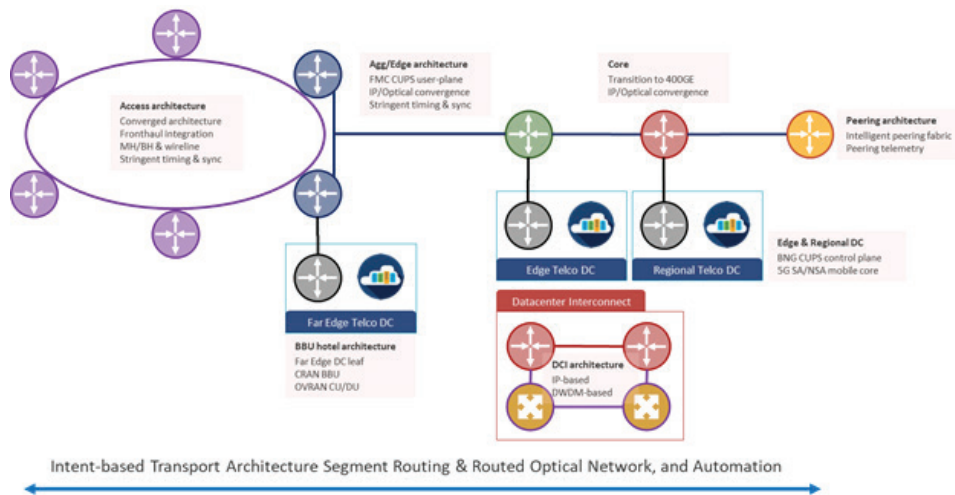 Access architecture
Converged architecture
Fronthaul integration
MH/BH & wireline
Stringent timing & sync
Agg/Edge architecture
FMC CUPS user-plane
IP/Optical convergence
Stringent timing & sync
Core
Transition to 400GE
IP/Optical convergence
Peering architecture
Intelligent peering fabric
Peering telemetry
Far Edge Telco DC
BBU hotel architecture
Far Edge DC leaf
CRAN BBU
OVRAN CU/DU
Edge Telco DC
Regional Telco DC
Edge & Regional DC
BNG CUPS control plane
5G SA/NSA mobile core
Datacenter Interconnect
DCI architecture
IP-based
DWDM-based
Intent-based Transport Architecture Segment Routing & Routed Optical Network, and Automation